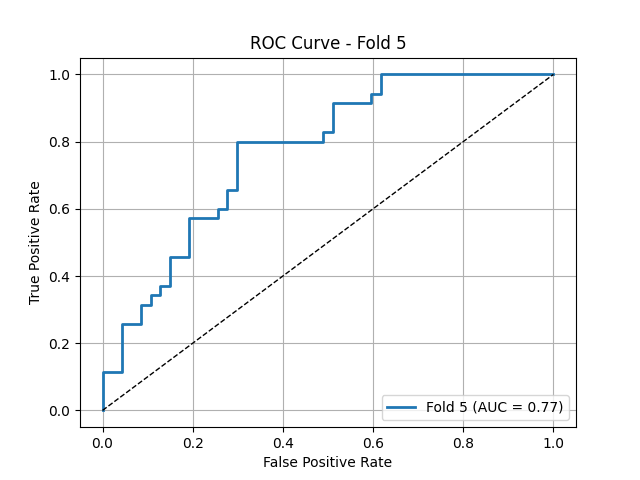 ROC Curve - Fold 5
1.0
0.8
0.6
0.4
0.2
0.0
True Positive Rate
Fold 5 (AUC = 0.77)
0.0 0.2 0.4 0.6 0.8 1.0
False Positive Rate